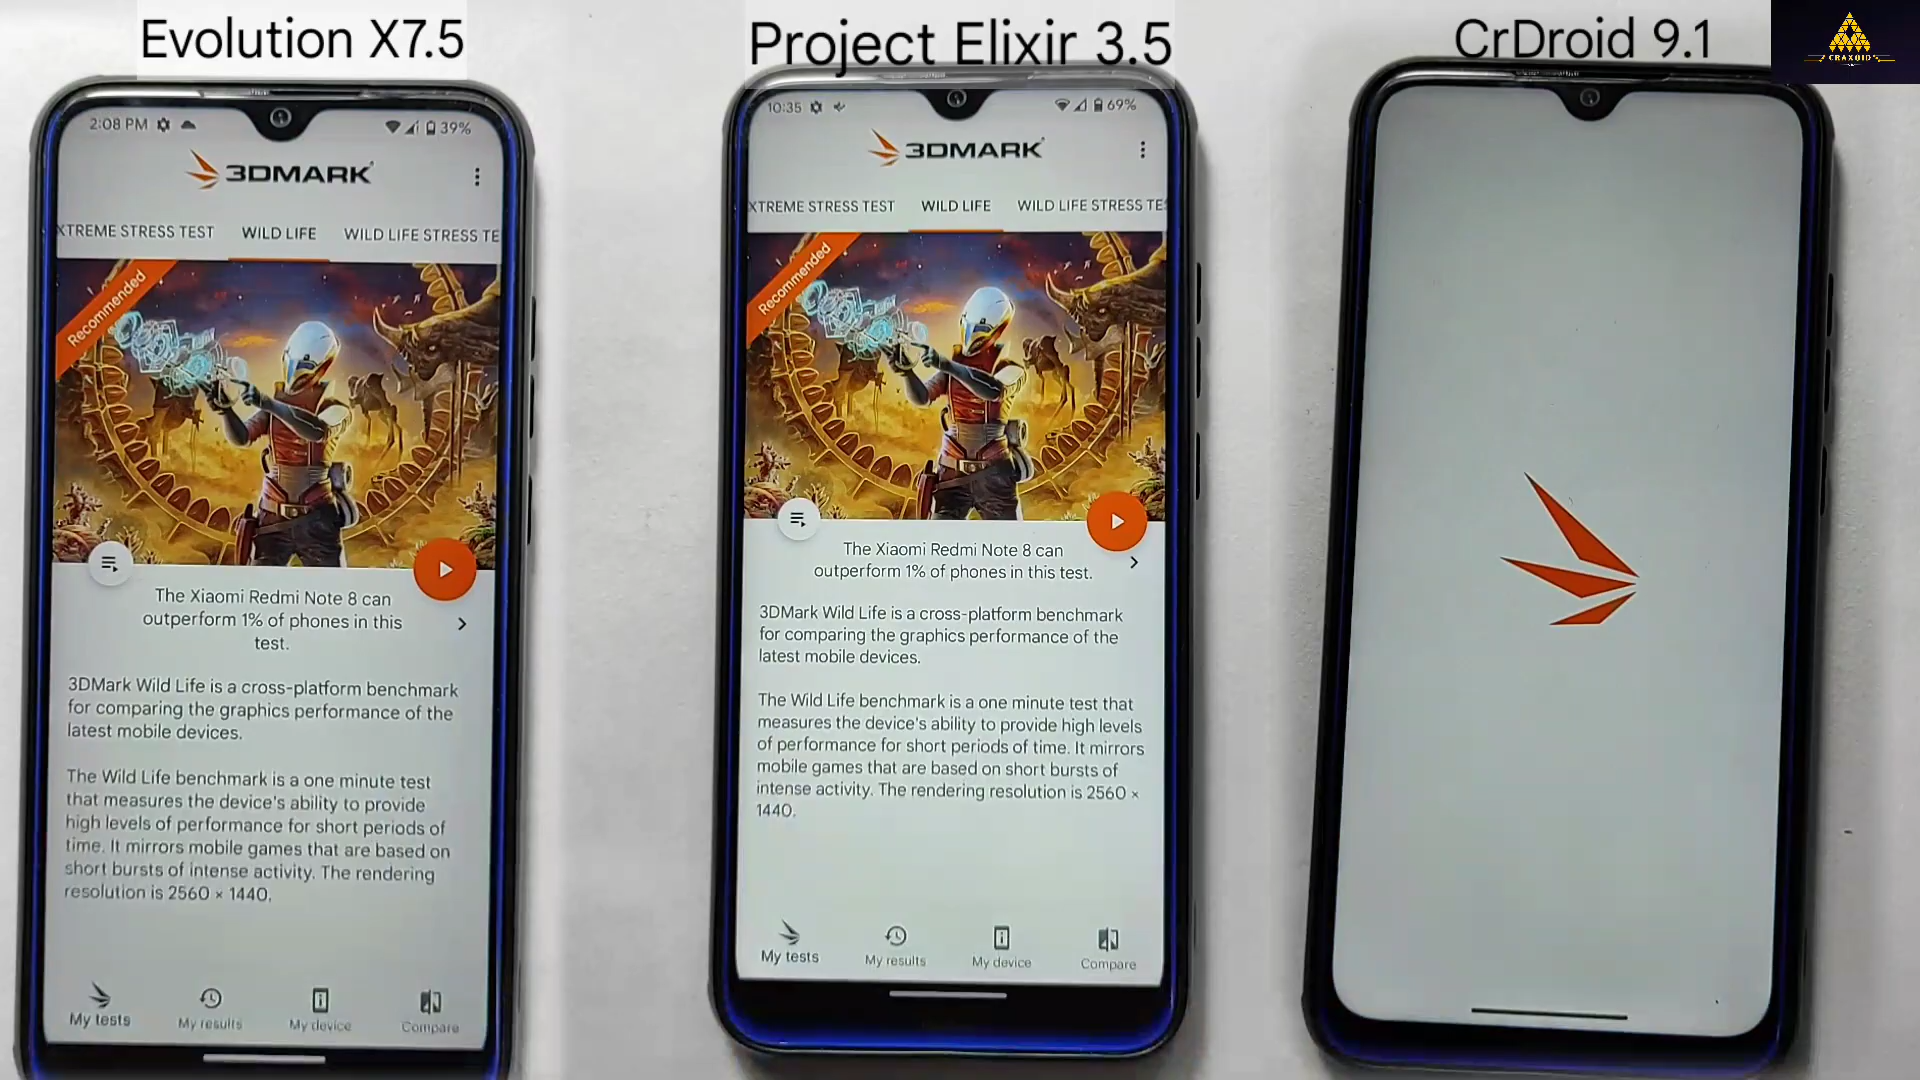 Evolution X7.5
2:08 PM
39%
3DMARK
XTREME STRESS TEST
WILD LIFE
WILD LIFE STRESS TE
Recommended
The Xiaomi Redmi Note 8 can
outperform 1% of phones in this
test.
3DMark Wild Life is a cross-platform benchmark
for comparing the graphics performance of the
latest mobile devices.
The Wild Life benchmark is a one minute test
that measures the device's ability to provide
high levels of performance for short periods of
time. It mirrors mobile games that are based on
short bursts of intense activity. The rendering
resolution is 2560 × 1440.
My tests
My results
My device
Compare
Project Elixir 3.5
10:35
69%
3DMARK
XTREME STRESS TEST
WILD LIFE
WILD LIFE STRESS TES
Recommended
The Xiaomi Redmi Note 8 can
outperform 1% of phones in this test.
3DMark Wild Life is a cross-platform benchmark
for comparing the graphics performance of the
latest mobile devices.
The Wild Life benchmark is a one minute test that
measures the device's ability to provide high levels
of performance for short periods of time. It mirrors
mobile games that are based on short bursts of
intense activity. The rendering resolution is 2560 ×
1440.
My tests
My results
My device
Compare
CrDroid 9.1
CRAXOID